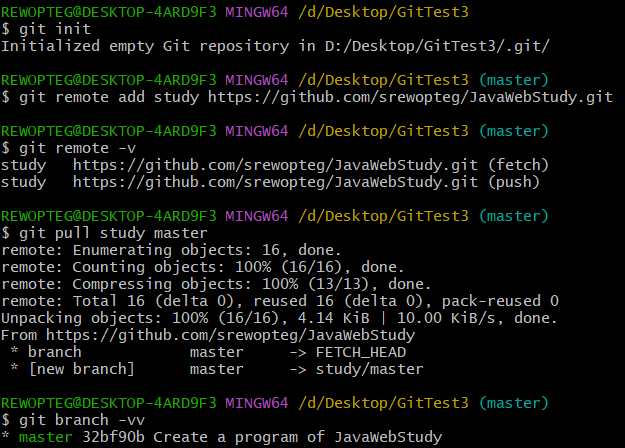 REWOPTEG@DESKTOP-4ARD9F3 MINGW64 /d/Desktop/GitTest3
$ git init
Initialized empty Git repository in D:/Desktop/GitTest3/.git/
REWOPTEG@DESKTOP-4ARD9F3 MINGW64 /d/Desktop/GitTest3 (master)
$ git remote add study https://github.com/srewopteg/JavaWebStudy.git
REWOPTEG@DESKTOP-4ARD9F3 MINGW64 /d/Desktop/GitTest3 (master)
$ git remote -v
study   https://github.com/srewopteg/JavaWebStudy.git (fetch)
study   https://github.com/srewopteg/JavaWebStudy.git (push)
REWOPTEG@DESKTOP-4ARD9F3 MINGW64 /d/Desktop/GitTest3 (master)
$ git pull study master
remote: Enumerating objects: 16, done.
remote: Counting objects: 100% (16/16), done.
remote: Compressing objects: 100% (13/13), done.
remote: Total 16 (delta 0), reused 16 (delta 0), pack-reused 0
Unpacking objects: 100% (16/16), 4.14 KiB | 10.00 KiB/s, done.
From https://github.com/srewopteg/JavaWebStudy
 * branch            master     -> FETCH_HEAD
 * [new branch]      master     -> study/master
REWOPTEG@DESKTOP-4ARD9F3 MINGW64 /d/Desktop/GitTest3 (master)
$ git branch -vv
* master 32bf90b Create a program of JavaWebStudy